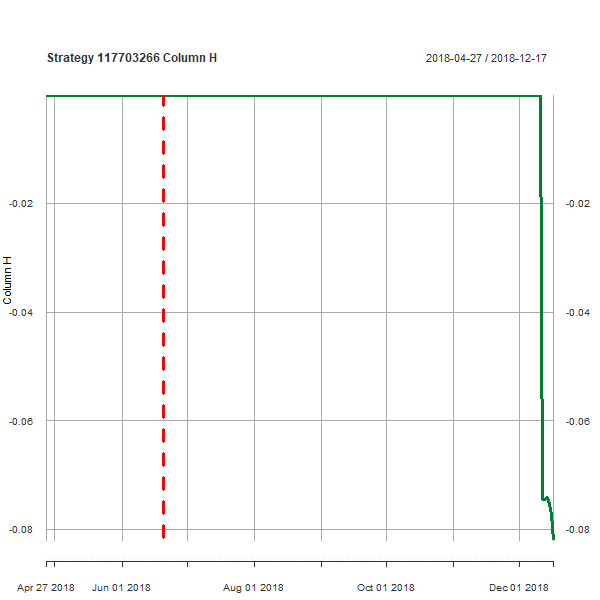 Strategy 117703266 Column H
2018-04-27 / 2018-12-17
Column H
-0.02
-0.02
-0.04
-0.04
-0.06
-0.06
-0.08
-0.08
Apr 27 2018
Jun 01 2018
Aug 01 2018
Oct 01 2018
Dec 01 2018